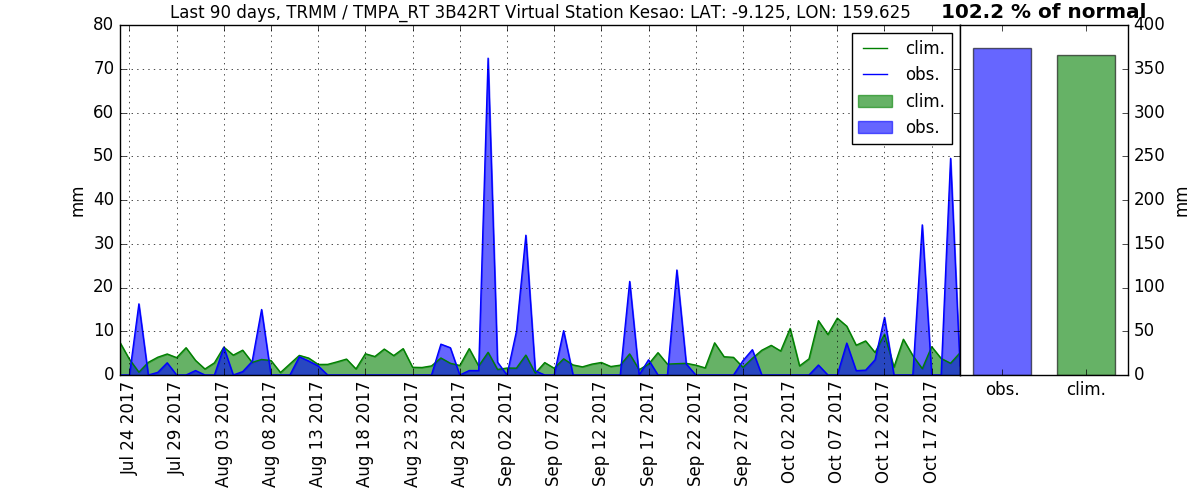 Last 90 days, TRMM / TMPA_RT 3B42RT Virtual Station Kesao: LAT: -9.125, LON: 159.625
102.2 % of normal
80
70
60
50
40
30
20
10
0
mm
clim.
obs.
clim.
obs.
400
350
300
250
200
150
100
50
0
mm
Jul 24 2017
Jul 29 2017
Aug 03 2017
Aug 08 2017
Aug 13 2017
Aug 18 2017
Aug 23 2017
Aug 28 2017
Sep 02 2017
Sep 07 2017
Sep 12 2017
Sep 17 2017
Sep 22 2017
Sep 27 2017
Oct 02 2017
Oct 07 2017
Oct 12 2017
Oct 17 2017
obs.
clim.